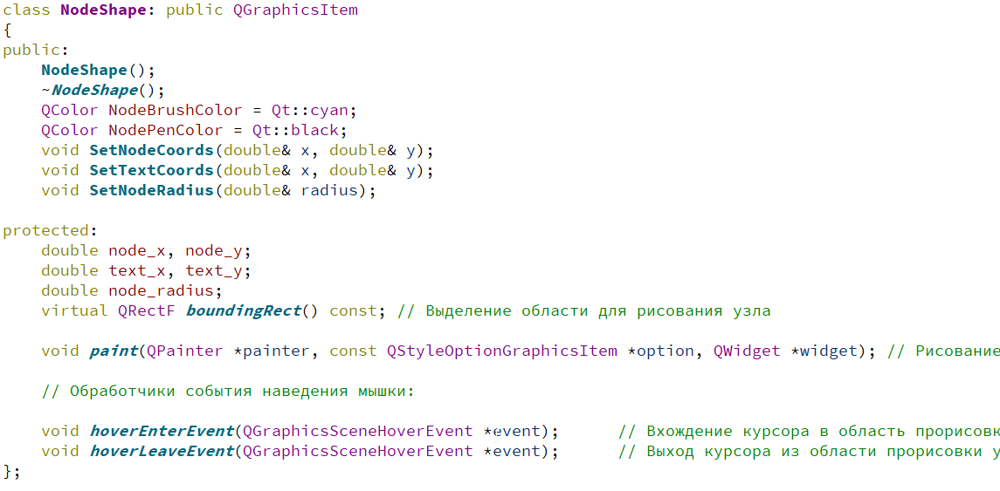 class NodeShape: public QGraphicsItem
{
public:
    NodeShape();
    ~NodeShape();
    QColor NodeBrushColor = Qt::cyan;
    QColor NodePenColor = Qt::black;
    void SetNodeCoords(double& x, double& y);
    void SetTextCoords(double& x, double& y);
    void SetNodeRadius(double& radius);

protected:
    double node_x, node_y;
    double text_x, text_y;
    double node_radius;
    virtual QRectF boundingRect() const; // Выделение области для рисования узла

    void paint(QPainter *painter, const QStyleOptionGraphicsItem *option, QWidget *widget); // Рисование

    // Обработчики события наведения мышки:

    void hoverEnterEvent(QGraphicsSceneHoverEvent *event);      // Вхождение курсора в область прорисовк
    void hoverLeaveEvent(QGraphicsSceneHoverEvent *event);      // Выход курсора из области прорисовки у
};